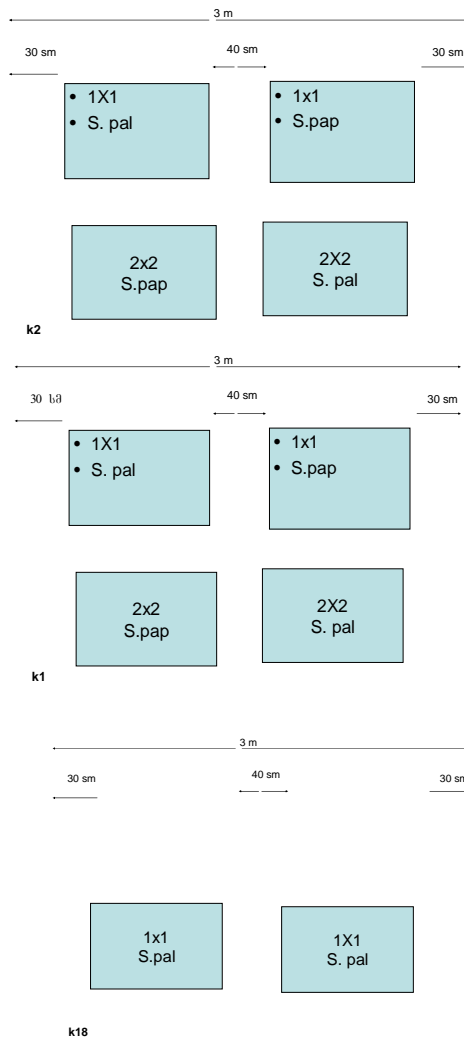 3 m
30 sm
40 sm
30 sm
• 1X1
• S. pal
• 1x1
• S.pap
2x2
S.pap
2X2
S. pal
k2
3 m
30 სმ
40 sm
30 sm
• 1X1
• S. pal
• 1x1
• S.pap
2x2
S.pap
2X2
S. pal
k1
3 m
30 sm
40 sm
30 sm
1x1
S.pal
1X1
S. pal
k18